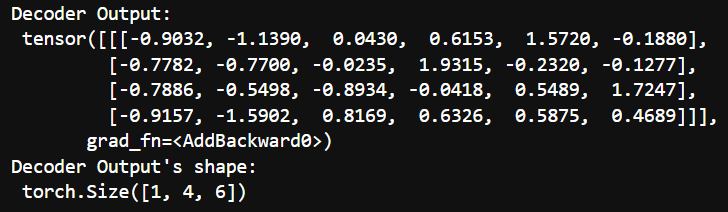 Decoder Output:
 tensor([[[-0.9032, -1.1390,  0.0430,  0.6153,  1.5720, -0.1880],
         [-0.7782, -0.7700, -0.0235,  1.9315, -0.2320, -0.1277],
         [-0.7886, -0.5498, -0.8934, -0.0418,  0.5489,  1.7247],
         [-0.9157, -1.5902,  0.8169,  0.6326,  0.5875,  0.4689]]],
       grad_fn=<AddBackward0>)
Decoder Output's shape:
 torch.Size([1, 4, 6])